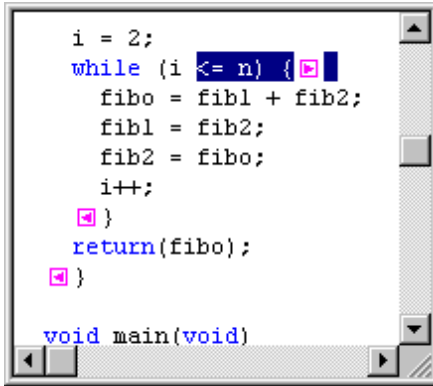 i = 2;
while (i <= n) {
fibo = fib1 + fib2;
fib1 = fib2;
fib2 = fibo;
i++;
}
return(fibo);
}
void main(void)